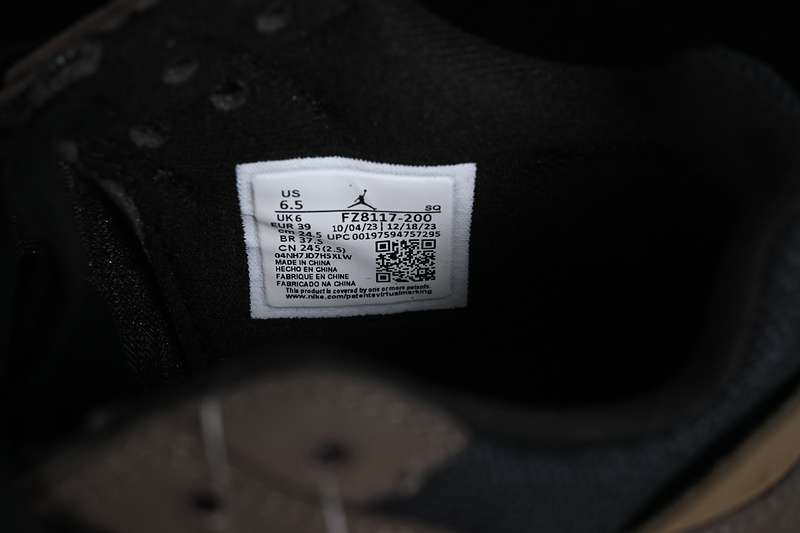 US
6.5 SQ
UK 6 FZ8117-200
EUR 39 10/04/23 | 12/18/23
cm 24.5 UPC 00197594757295
BR 37.5
CN 245 (2.5)
04NH7JD7HSXLW
MADE IN CHINA
HECHO EN CHINA
FABRIQUE EN CHINE
FABRICADO NA CHINA
This product is covered by one or more patents:
www.nike.com/patentsvirtualmarking